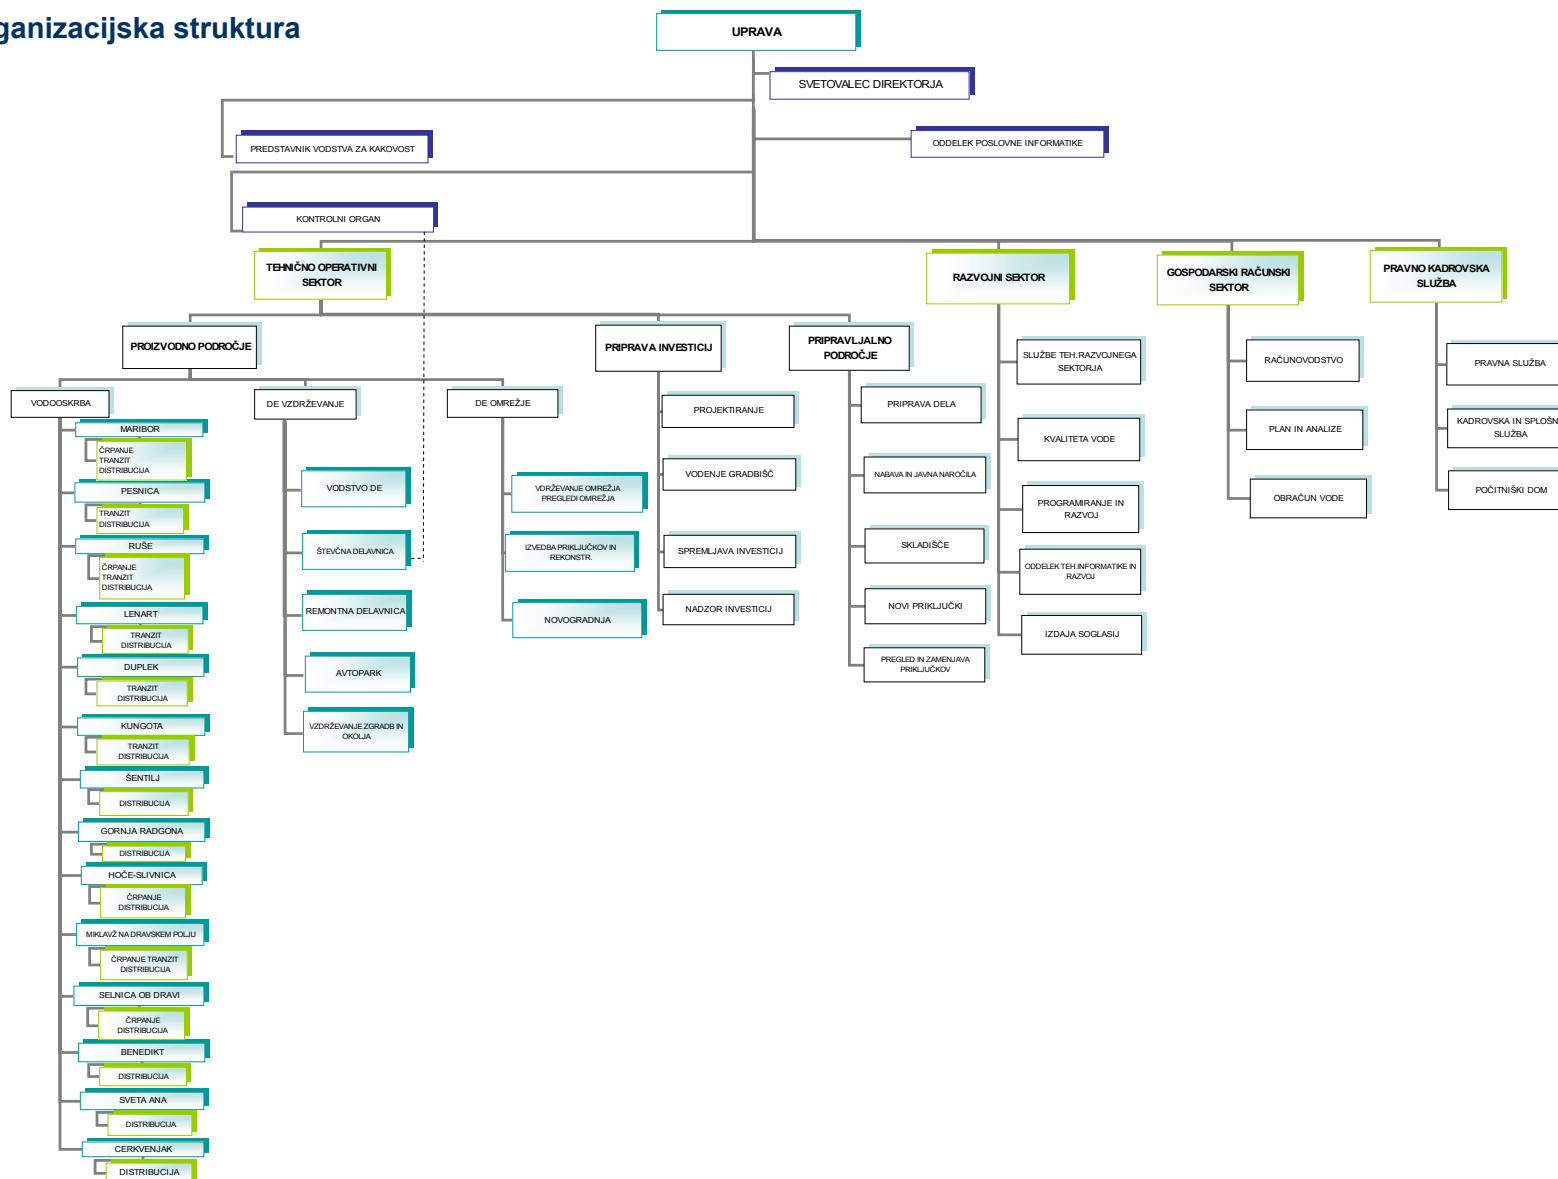 ganizacijska struktura
UPRAVA
SVETOVALEC DIREKTORJA
PREDSTAVNIK VODSTVA ZA KAKOVOST
ODDELEK POSLOVNE INFORMATIKE
KONTROLNI ORGAN
TEHNIČNO OPERATIVNI
SEKTOR
RAZVOJNI SEKTOR
GOSPODARSKI RAČUNSKI
SEKTOR
PRAVNO KADROVSKA
SLUŽBA
PROIZVODNO PODROČJE
PRIPRAVA INVESTICIJ
PRIPRAVLJALNO
PODROČJE
VODOOSKRBA
DE VZDRŽEVANJE
DE OMREŽJE
MARIBOR
ČRPANJE
TRANZIT
DISTRIBUCIJA
PESNICA
TRANZIT
DISTRIBUCIJA
RUŠE
ČRPANJE
TRANZIT
DISTRIBUCIJA
LENART
TRANZIT
DISTRIBUCIJA
DUPLEK
TRANZIT
DISTRIBUCIJA
KUNGOTA
TRANZIT
DISTRIBUCIJA
ŠENTILJ
DISTRIBUCIJA
GORNJA RADGONA
DISTRIBUCIJA
HOČE-SLIVNICA
ČRPANJE
DISTRIBUCIJA
MIKLAVŽ NA DRAVSKEM POLJU
ČRPANJE TRANZIT
DISTRIBUCIJA
SELNICA OB DRAVI
ČRPANJE
DISTRIBUCIJA
BENEDIKT
DISTRIBUCIJA
SVETA ANA
DISTRIBUCIJA
CERKVENJAK
DISTRIBUCIJA
VODSTVO DE
ŠTEVČNA DELAVNICA
REMONTNA DELAVNICA
AVTOPARK
VZDRŽEVANJE ZGRADB IN
OKOLJA
VDRŽEVANJE OMREŽJA
PREGLEDI OMREŽJA
IZVEDBA PRIKLJUČKOV IN
REKONSTR.
NOVOGRADNJA
PROJEKTIRANJE
VODENJE GRADBIŠČ
SPREMLJAVA INVESTICIJ
NADZOR INVESTICIJ
PRIPRAVA DELA
NABAVA IN JAVNA NAROČILA
SKLADIŠČE
NOVI PRIKLJUČKI
PREGLED IN ZAMENJAVA
PRIKLJUČKOV
SLUŽBE TEH.RAZVOJNEGA
SEKTORJA
KVALITETA VODE
PROGRAMIRANJE IN
RAZVOJ
ODDELEK TEH.INFORMATIKE IN
RAZVOJ
IZDAJA SOGLASIJ
RAČUNOVODSTVO
PLAN IN ANALIZE
OBRAČUN VODE
PRAVNA SLUŽBA
KADROVSKA IN SPLOŠN
SLUŽBA
POČITNIŠKI DOM